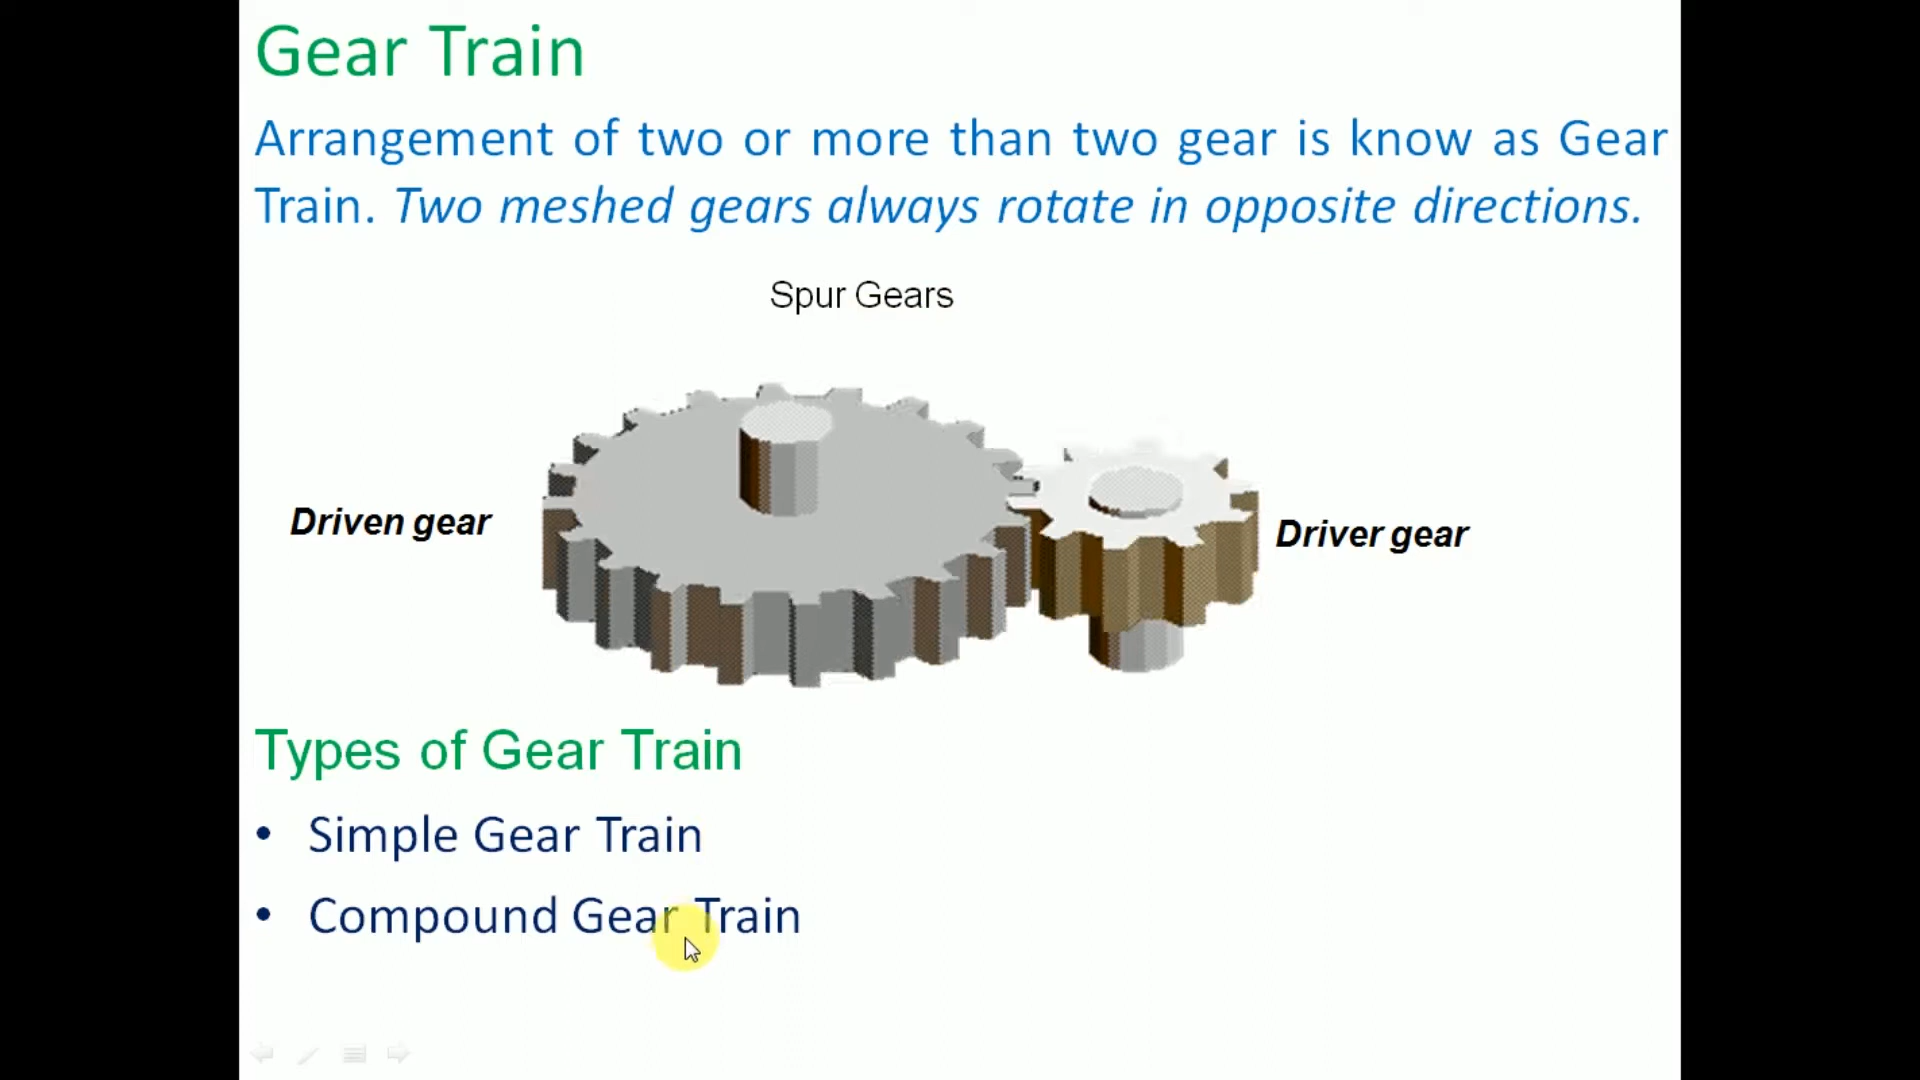 Gear Train
Arrangement of two or more than two gear is know as Gear
Train. Two meshed gears always rotate in opposite directions.
Spur Gears
Driven gear
Driver gear
Types of Gear Train
• Simple Gear Train
• Compound Gear Train